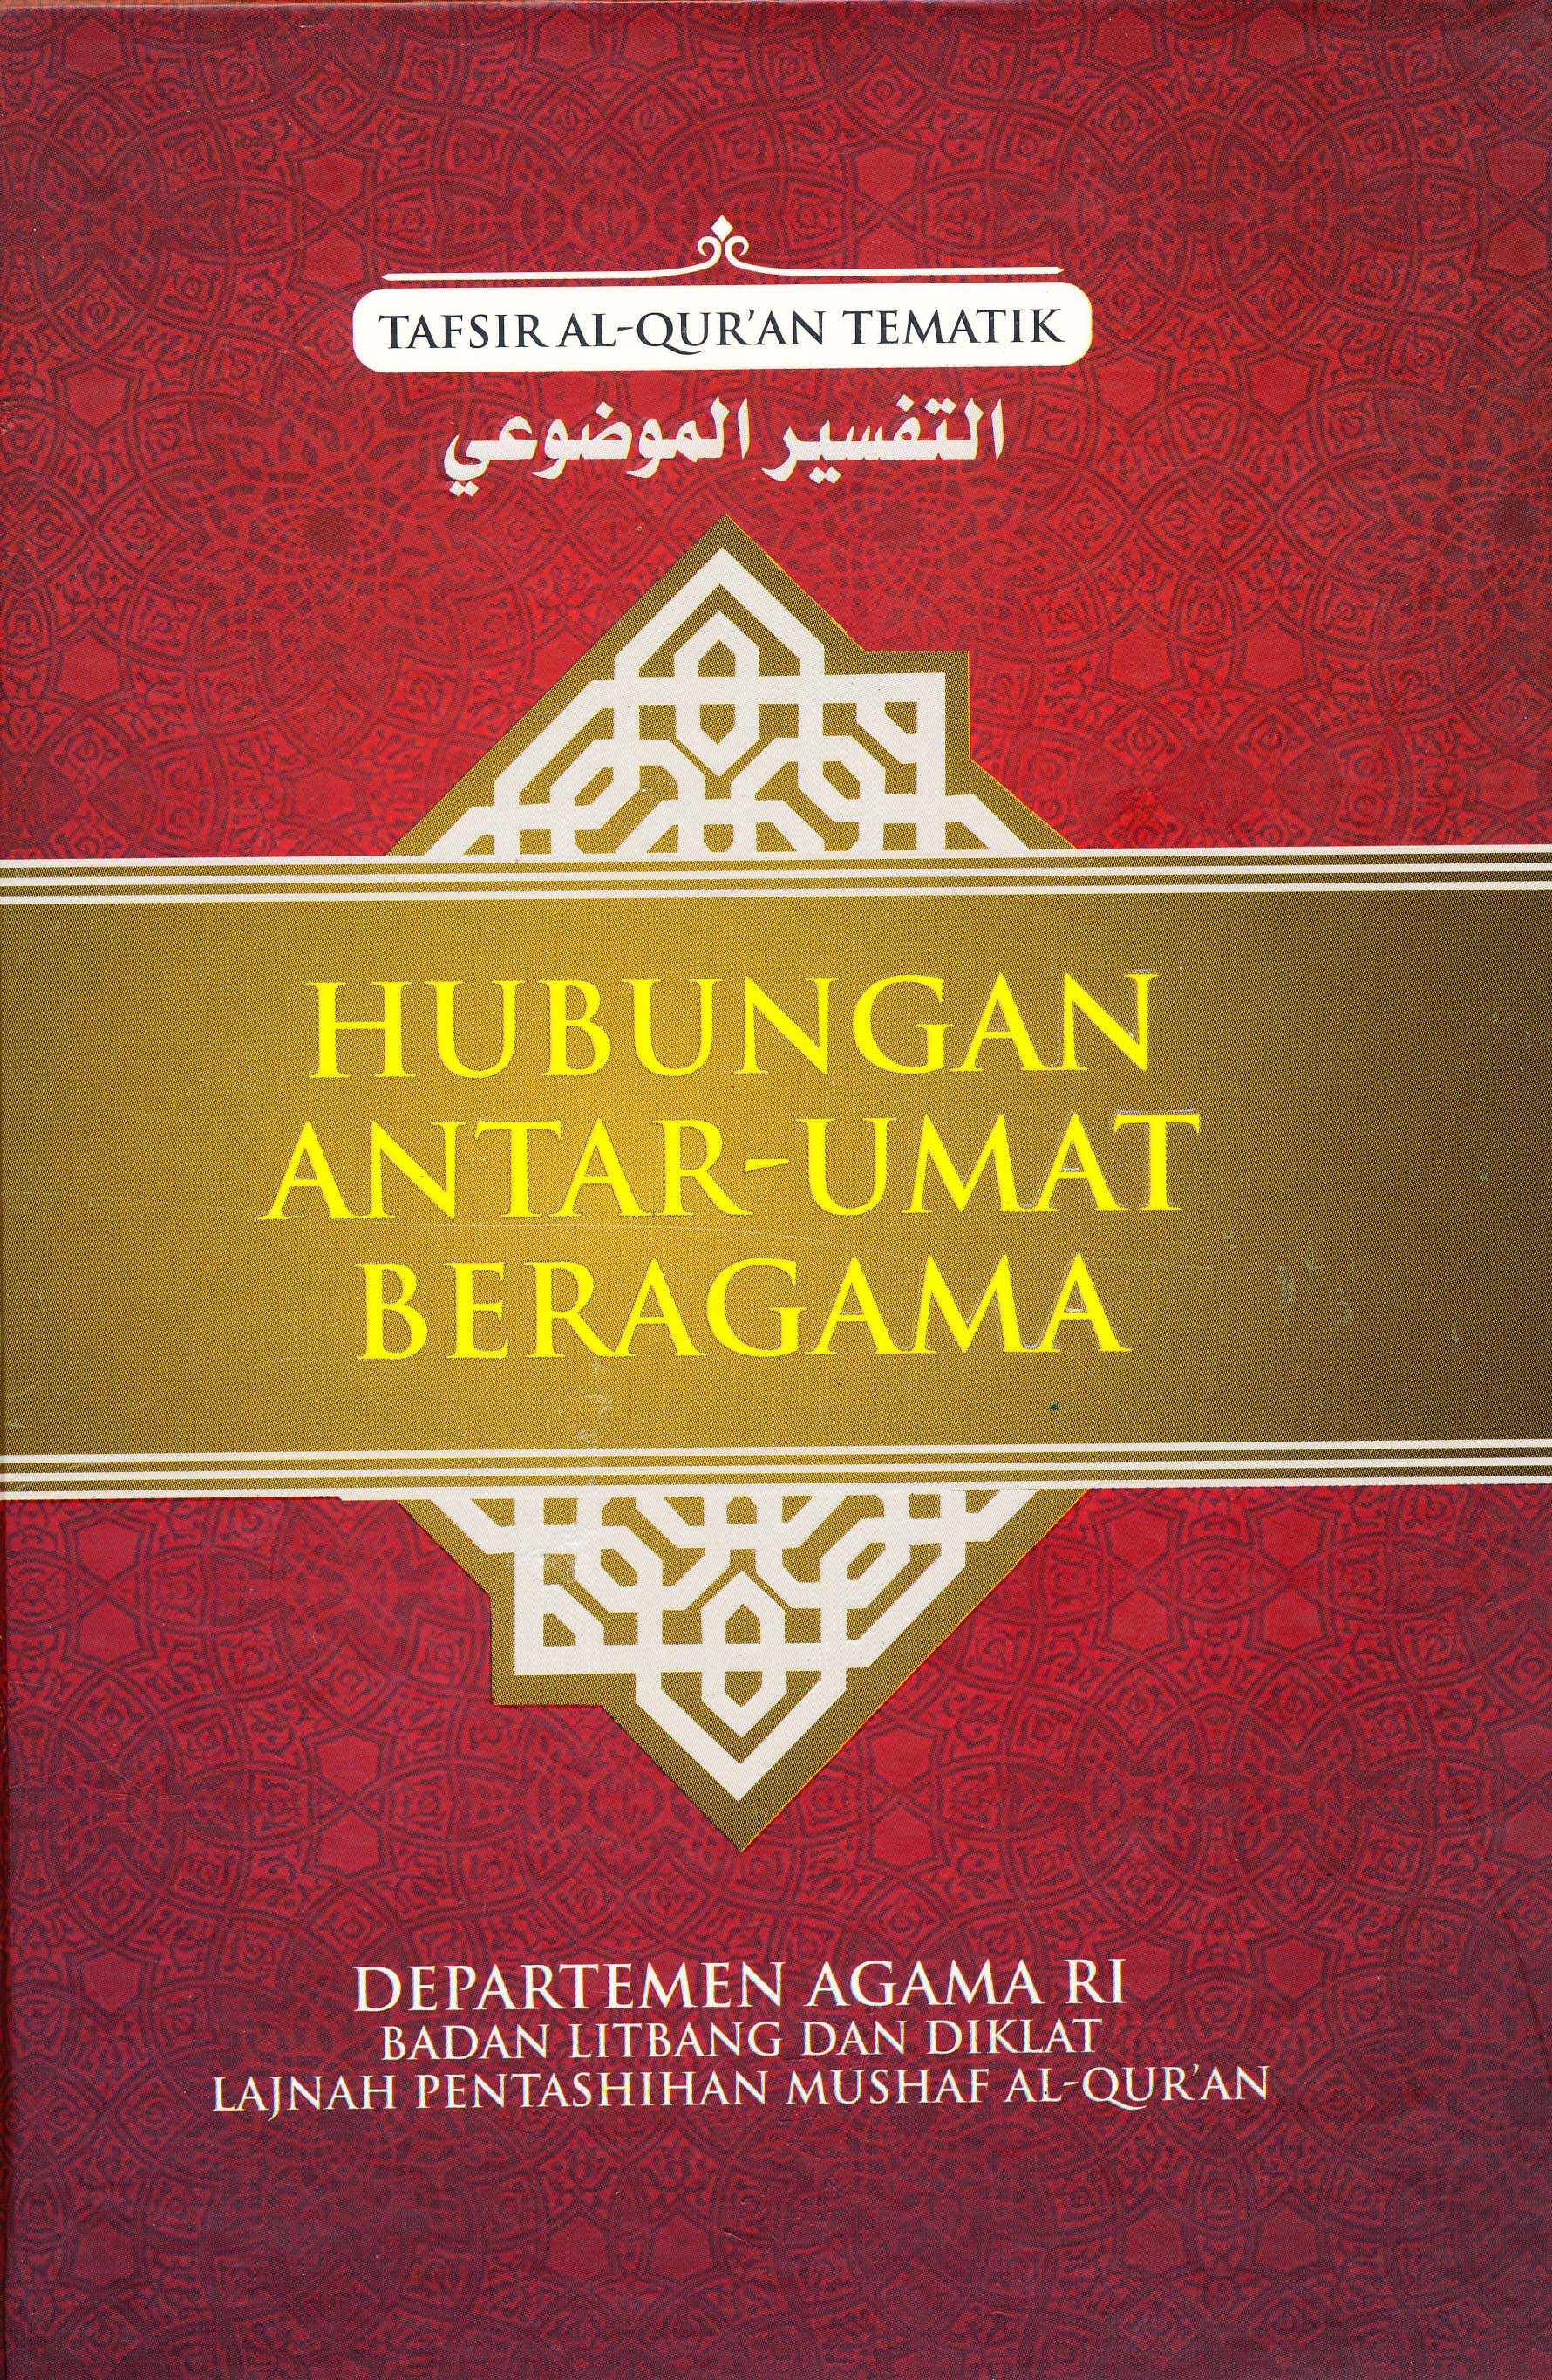 TAFSIR AL-QUR'AN TEMATIK
التفسير الموضوعي
HUBUNGAN
ANTAR-UMAT
BERAGAMA
DEPARTEMEN AGAMA RI
BADAN LITBANG DAN DIKLAT
LAJNAH PENTASHIHAN MUSHAF AL-QUR'AN